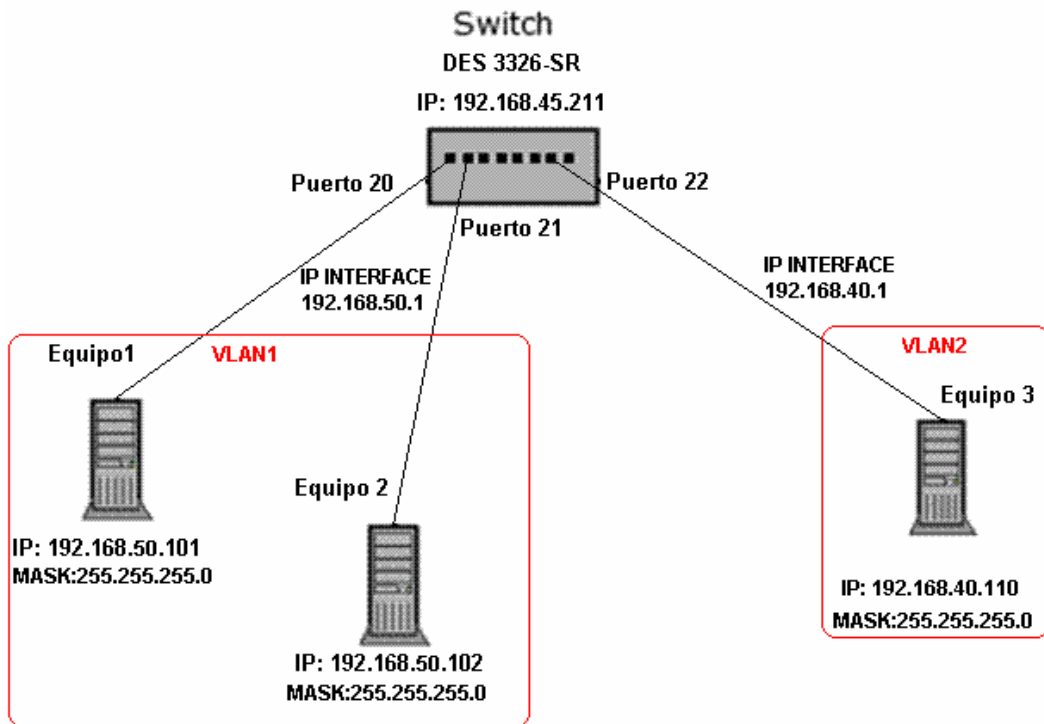 Switch
DES 3326-SR
IP: 192.168.45.211
Puerto 20
Puerto 22
Puerto 21
IP INTERFACE
192.168.50.1
IP INTERFACE
192.168.40.1
Equipo1
VLAN1
VLAN2
Equipo 3
Equipo 2
IP: 192.168.50.101
MASK:255.255.255.0
IP: 192.168.40.110
MASK:255.255.255.0
IP: 192.168.50.102
MASK:255.255.255.0